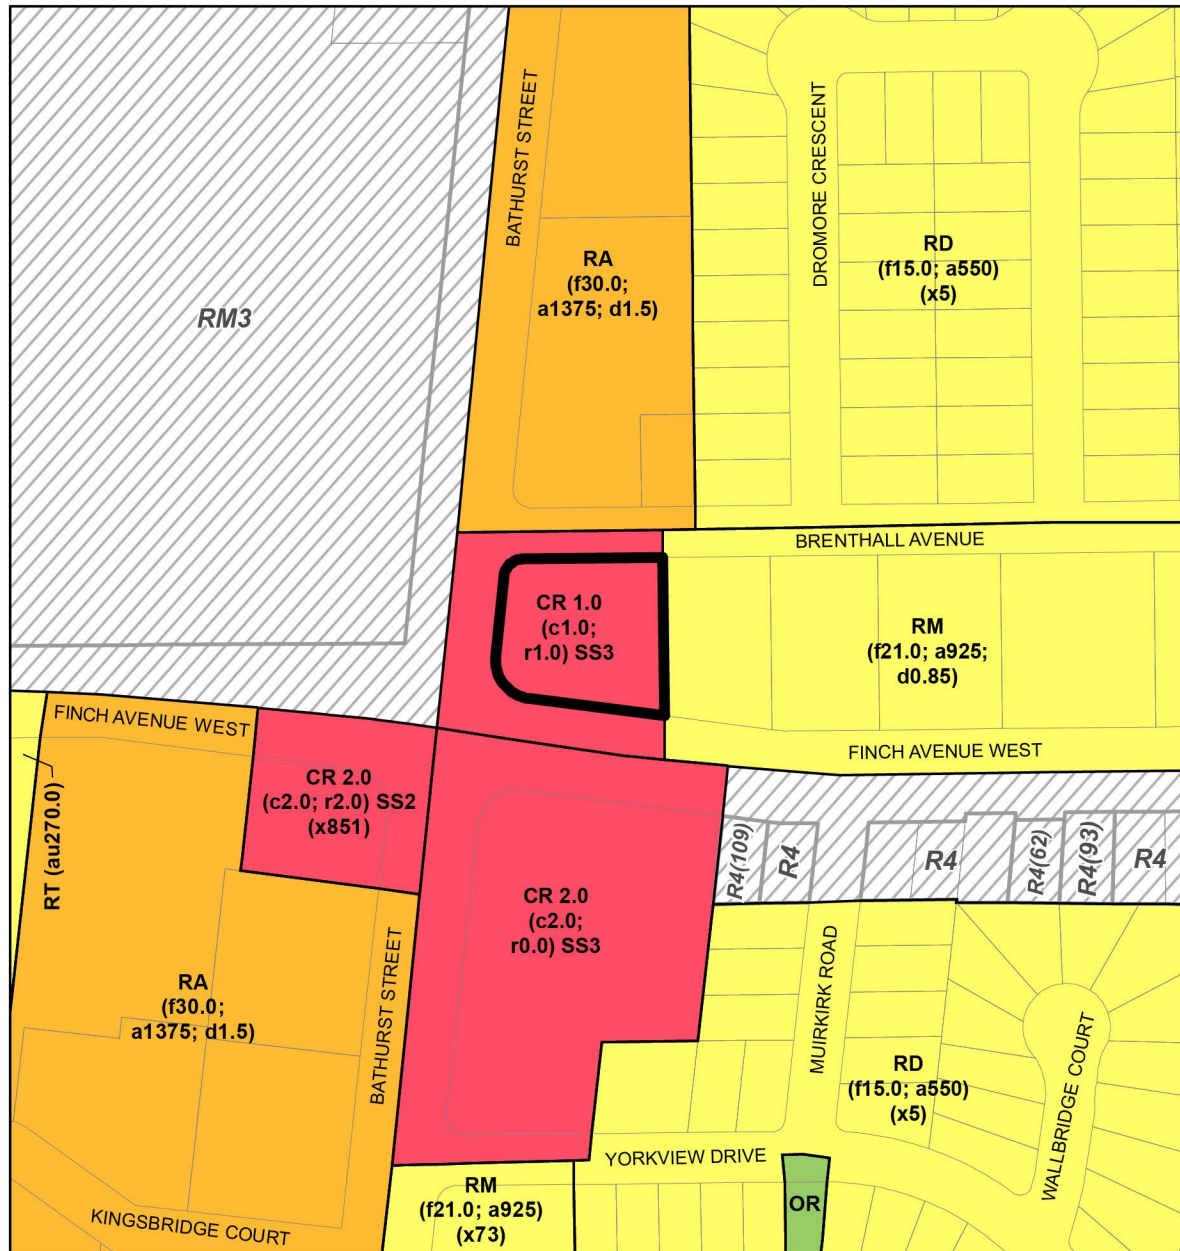 BATHURST STREET
DROMORE CRESCENT
RA
(f30.0;
a1375; d1.5)
RD
(f15.0; a550)
(x5)
RM3
BRENTHALL AVENUE
CR 1.0
(c1.0;
r1.0) SS3
RM
(f21.0; a925;
d0.85)
FINCH AVENUE WEST
FINCH AVENUE WEST
CR 2.0
(c2.0; r2.0) SS2
(x851)
RT (au270.0)
R4(109)
R4
R4
R4(62)
R4(93)
R4
CR 2.0
(c2.0;
r0.0) SS3
RA
(f30.0;
a1375; d1.5)
BATHURST STREET
MUIRKIRK ROAD
RD
(f15.0; a550)
(x5)
WALLBRIDGE COURT
YORKVIEW DRIVE
RM
(f21.0; a925)
(x73)
OR
KINGSBRIDGE COURT